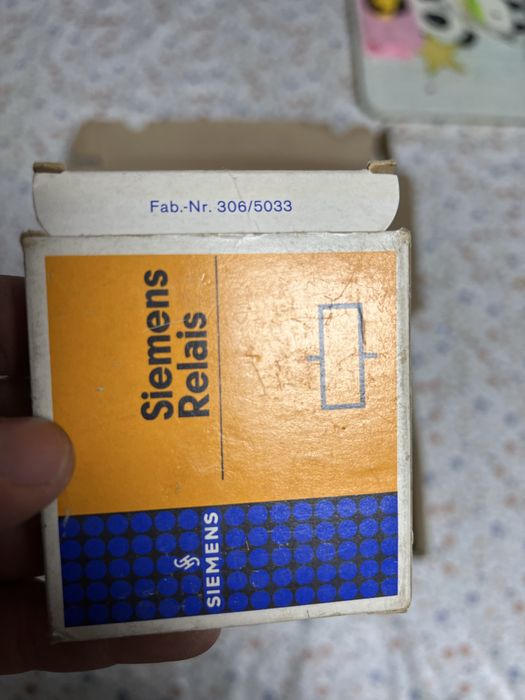 Fab.-Nr. 306/5033
Siemens
Relais
SIEMENS